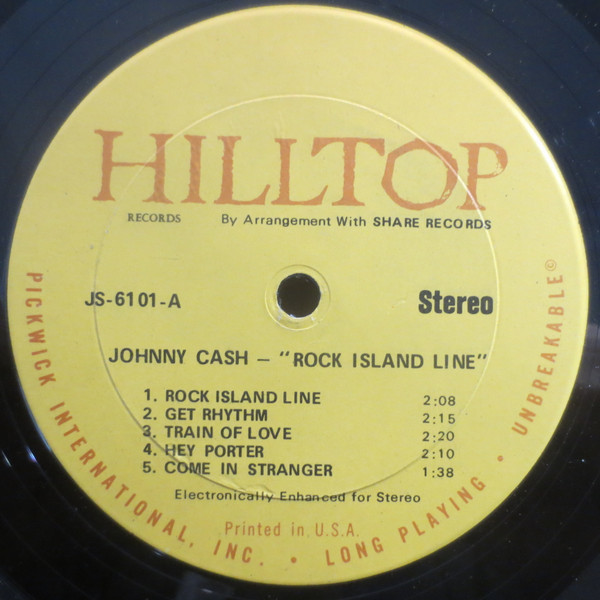 HILLTOP
RECORDS By Arrangement With SHARE RECORDS
JS-6101-A Stereo
JOHNNY CASH – "ROCK ISLAND LINE"
1. ROCK ISLAND LINE 2:08
2. GET RHYTHM 2:15
3. TRAIN OF LOVE 2:20
4. HEY PORTER 2:10
5. COME IN STRANGER 1:38
Electronically Enhanced for Stereo
Printed in U.S.A.
PICKWICK INTERNATIONAL, INC. • LONG PLAYING • UNBREAKABLE ©